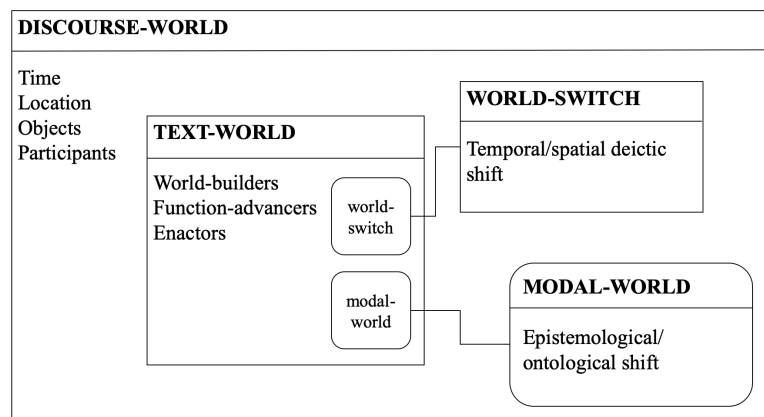 DISCOURSE-WORLD
Time
Location
Objects
Participants
TEXT-WORLD
World-builders
Function-advancers
Enactors
world-
switch
modal-
world
WORLD-SWITCH
Temporal/spatial deictic
shift
MODAL-WORLD
Epistemological/
ontological shift